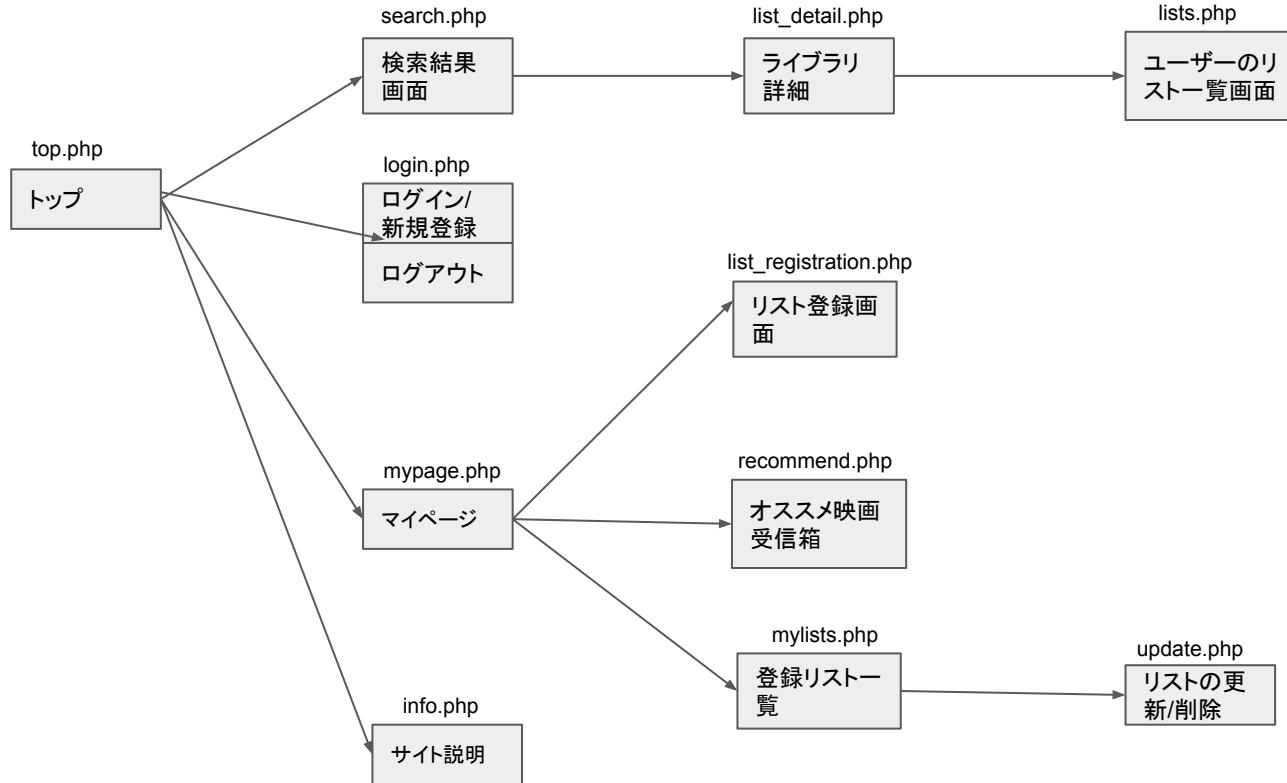 search.php
検索結果
画面
list_detail.php
ライブラリ
詳細
lists.php
ユーザーのリ
スト一覧画面
top.php
トップ
login.php
ログイン/
新規登録
ログアウト
list_registration.php
リスト登録画
面
mypage.php
マイページ
recommend.php
オススメ映画
受信箱
mylists.php
登録リスト一
覧
update.php
リストの更
新/削除
info.php
サイト説明